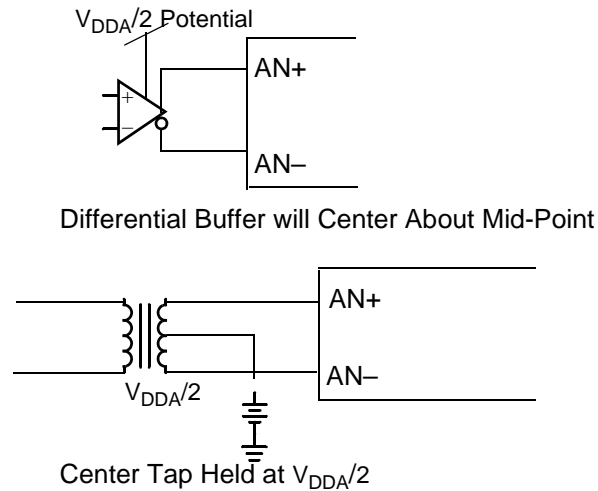 VDDA/2 Potential
AN+
+
−
AN–
Differential Buffer will Center About Mid-Point
AN+
AN–
VDDA/2
Center Tap Held at VDDA/2